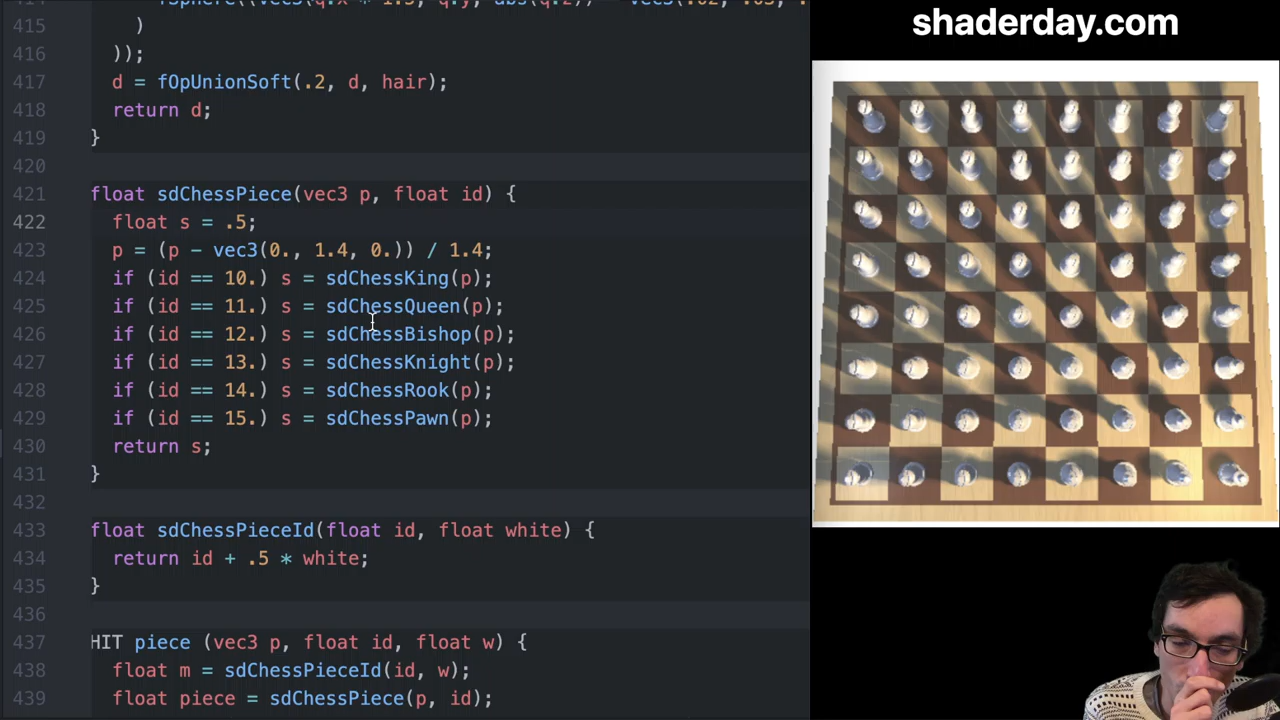 shaderday.com
415 )
416 ));
417 d = fOpUnionSoft(.2, d, hair);
418 return d;
419 }
420
421 float sdChessPiece(vec3 p, float id) {
422 float s = .5;
423 p = (p - vec3(0., 1.4, 0.)) / 1.4;
424 if (id == 10.) s = sdChessKing(p);
425 if (id == 11.) s = sdChessQueen(p);
426 if (id == 12.) s = sdChessBishop(p);
427 if (id == 13.) s = sdChessKnight(p);
428 if (id == 14.) s = sdChessRook(p);
429 if (id == 15.) s = sdChessPawn(p);
430 return s;
431 }
432
433 float sdChessPieceId(float id, float white) {
434 return id + .5 * white;
435 }
436
437 HIT piece (vec3 p, float id, float w) {
438 float m = sdChessPieceId(id, w);
439 float piece = sdChessPiece(p, id);